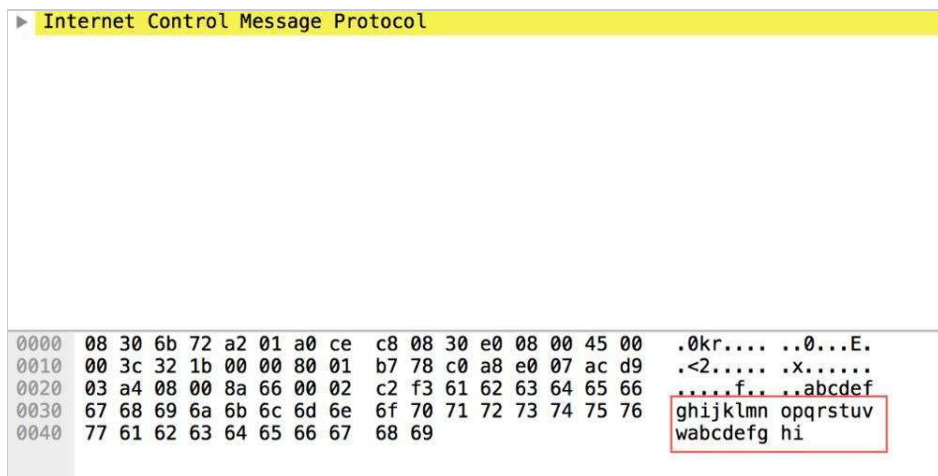 Internet Control Message Protocol
0000 08 30 6b 72 a2 01 a0 ce c8 08 30 e0 08 00 45 00 .0kr.... ..0...E.
0010 00 3c 32 1b 00 00 80 01 b7 78 c0 a8 e0 07 ac d9 .<2..... .x......
0020 03 a4 08 00 8a 66 00 02 c2 f3 61 62 63 64 65 66 .....f.. ..abcdef
0030 67 68 69 6a 6b 6c 6d 6e 6f 70 71 72 73 74 75 76 ghijklmn opqrstuv
0040 77 61 62 63 64 65 66 67 68 69 wabcdefg hi